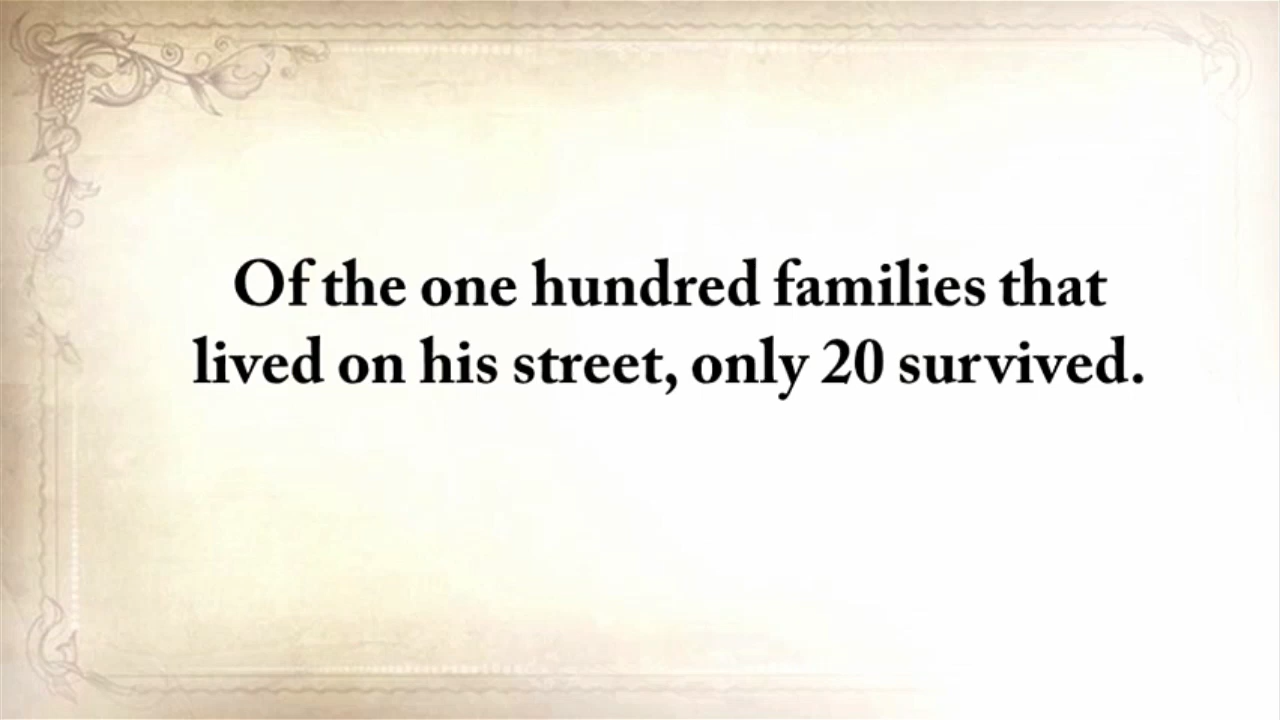 Of the one hundred families that
lived on his street, only 20 survived.